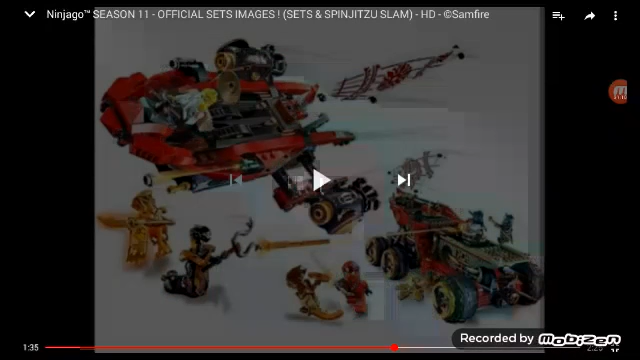 Ninjago™ SEASON 11 - OFFICIAL SETS IMAGES ! (SETS & SPINJITZU SLAM) - HD - ©Samfire
1:35
Recorded by MOBIZEN